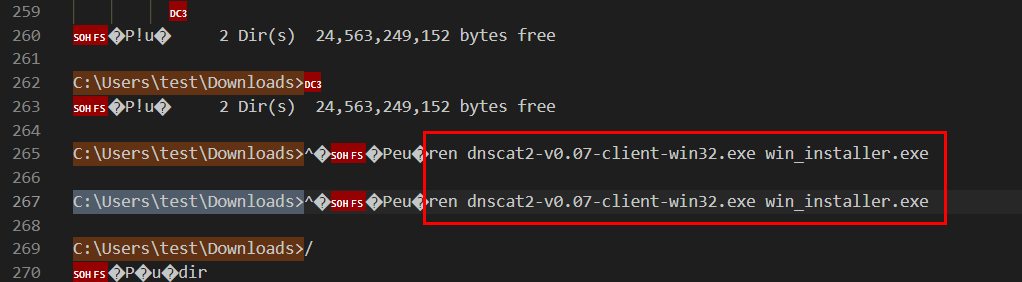 259 DC3
260 SOH FS�P!u� 2 Dir(s) 24,563,249,152 bytes free
261
262 C:\Users\test\Downloads>DC3
263 SOH FS�P!u� 2 Dir(s) 24,563,249,152 bytes free
264
265 C:\Users\test\Downloads>^�SOH FS�Peu�ren dnscat2-v0.07-client-win32.exe win_installer.exe
266
267 C:\Users\test\Downloads>^�SOH FS�Peu�ren dnscat2-v0.07-client-win32.exe win_installer.exe
268
269 C:\Users\test\Downloads>/
270 SOH FS�P�u�dir